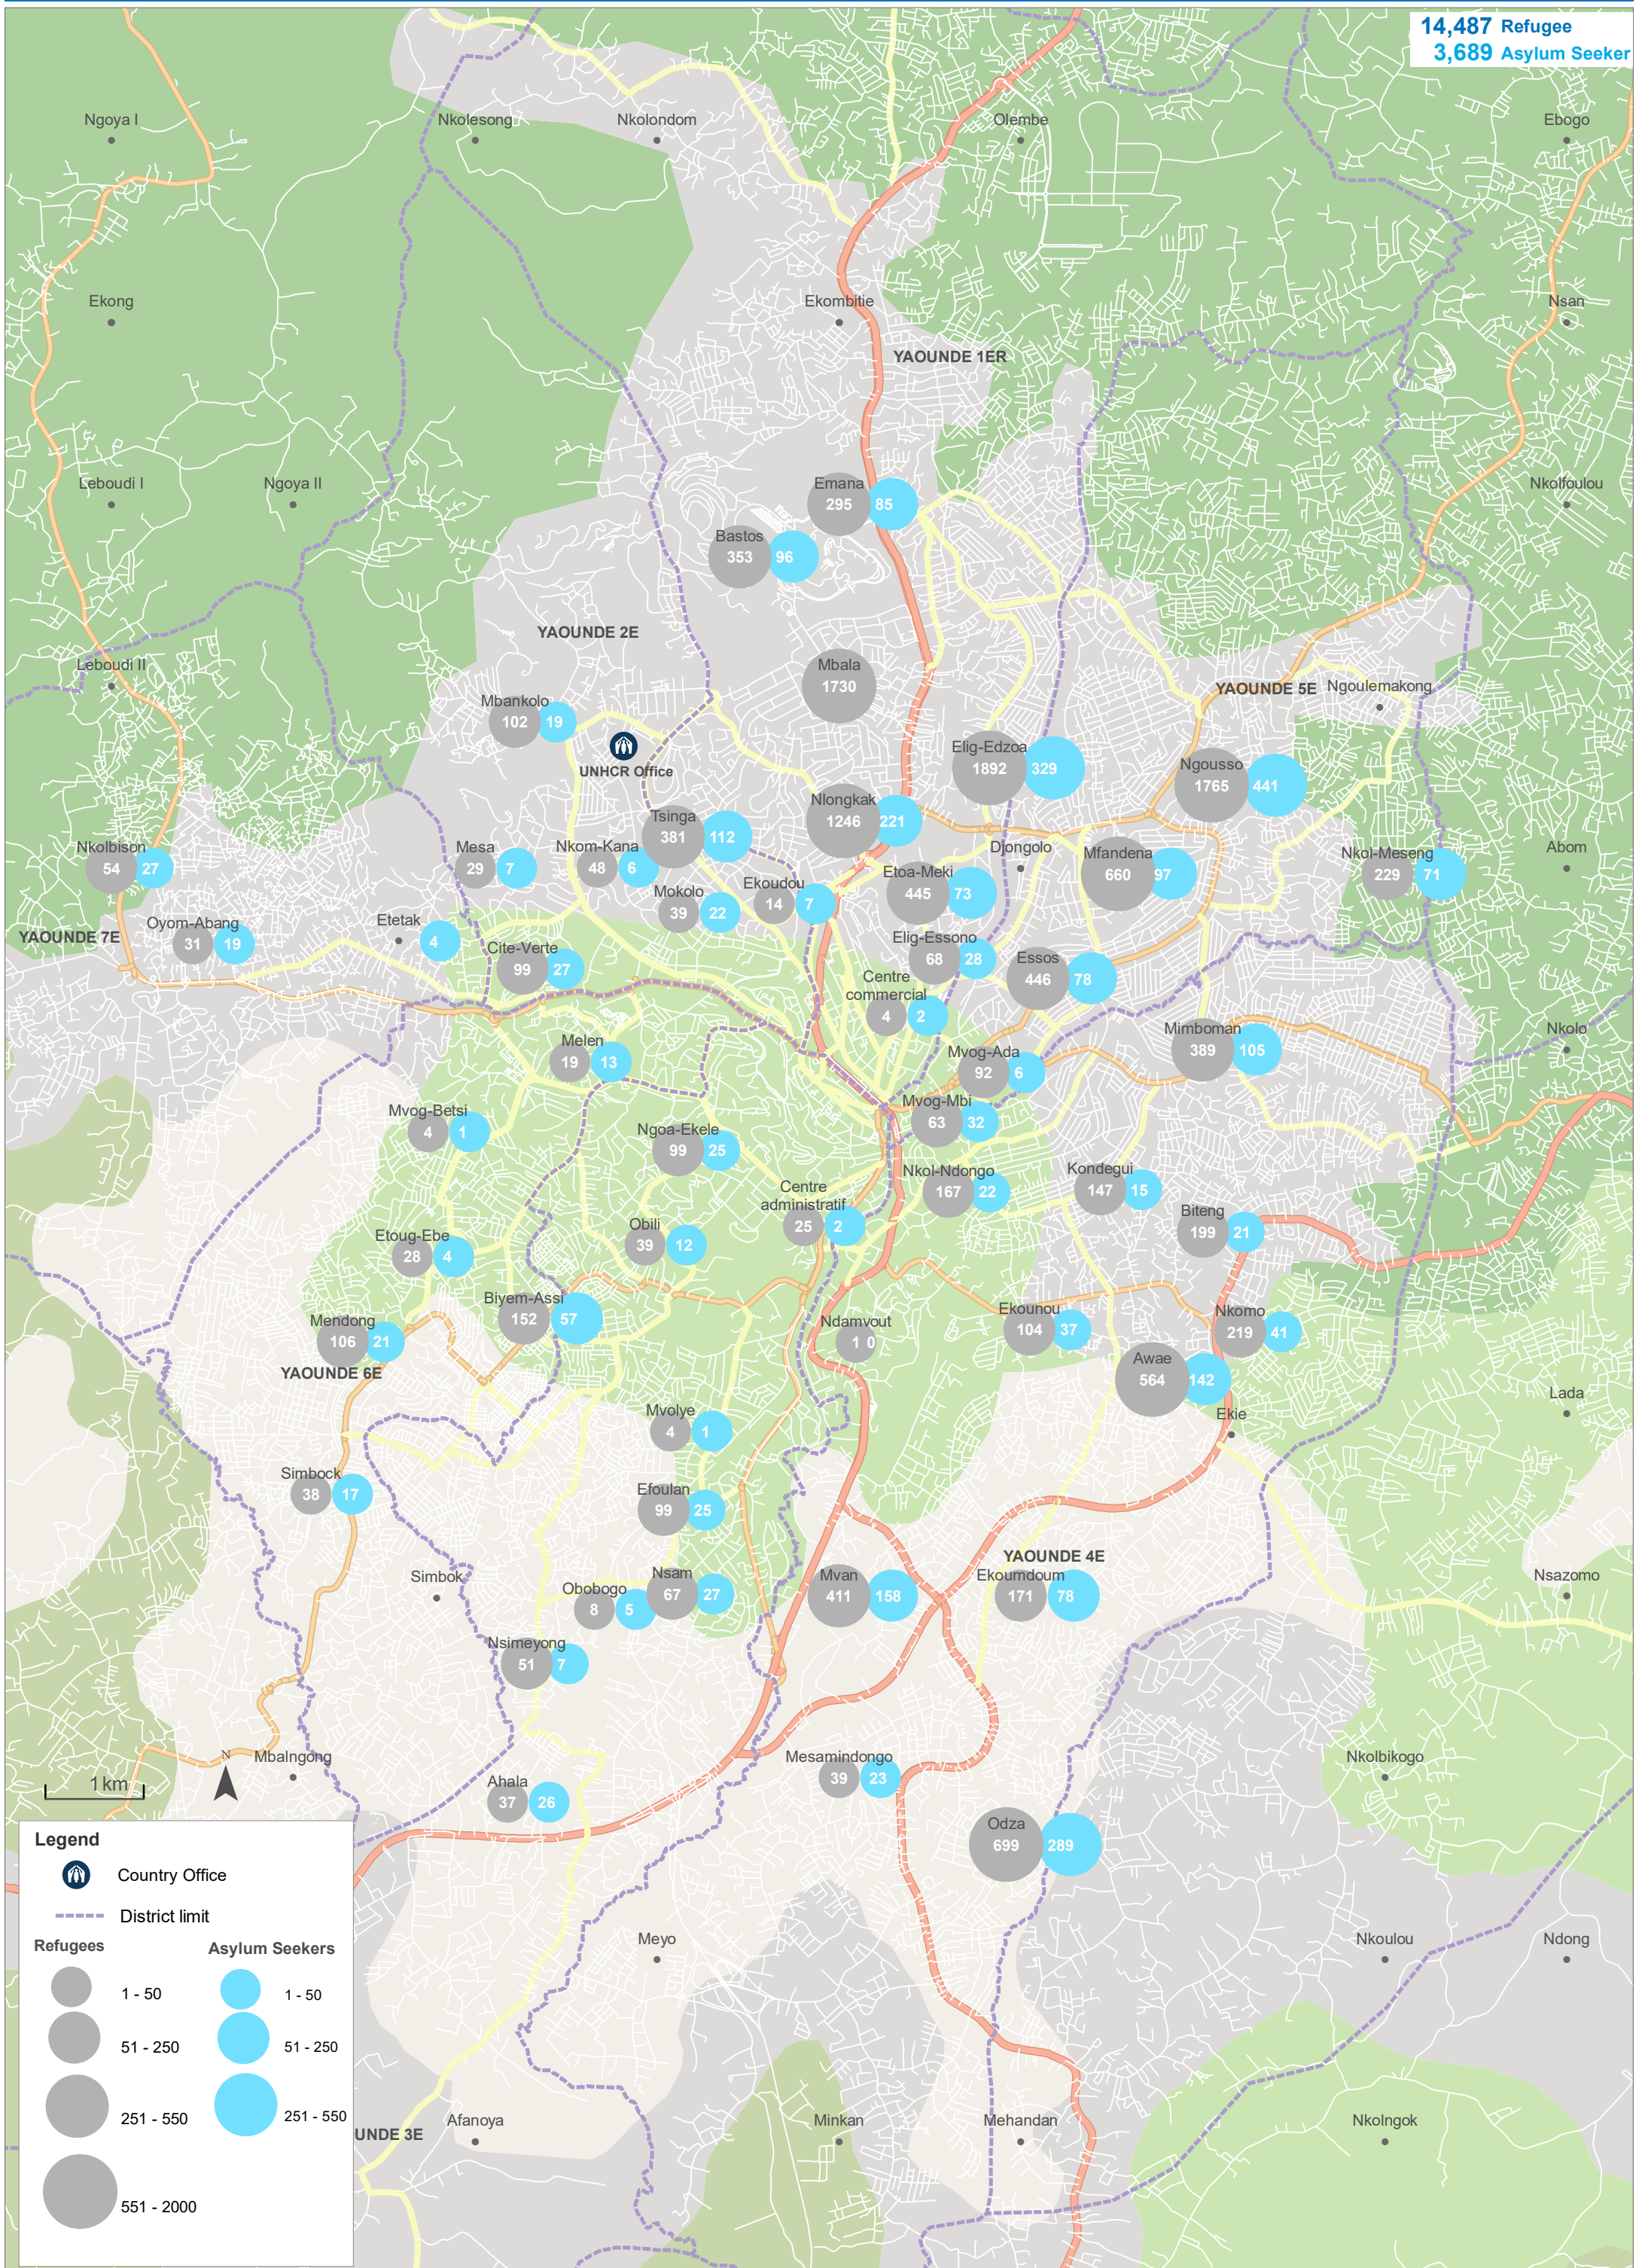 14,487 Refugee
3,689 Asylum Seeker
Ngoya I
Nkolesong
Nkolondom
Olembe
Ebogo
Ekong
Ekombitie
Nsan
YAOUNDE 1ER
Leboudi I
Ngoya II
Emana
295 85
Nkolfoulou
Bastos
353 96
YAOUNDE 2E
Leboudi II
Mbala
1730
YAOUNDE 5E
Ngoulemakong
Mbankolo
102 19
UNHCR Office
Elig-Edzoa
1892 329
Ngousso
1765 441
Nlongkak
1246 221
Tsinga
381 112
Nkolbison
54 27
Mesa
29 7
Nkom-Kana
48 6
Djongolo
Mfandena
660 97
Nkol-Meseng
229 71
Abom
Etoa-Meki
445 73
Mokolo
39 22
Ekoudou
14 7
YAOUNDE 7E
Oyom-Abang
31 19
Etetak
4
Cite-Verte
99 27
Elig-Essono
68 28
Essos
446 78
Centre
commercial
4 2
Melen
19 13
Mvog-Ada
92 6
Mimboman
389 105
Nkolo
Mvog-Betsi
4 1
Mvog-Mbi
63 32
Ngoa-Ekele
99 25
Nkol-Ndongo
167 22
Kondegui
147 15
Centre
administratif
25 2
Biteng
199 21
Etoug-Ebe
28 4
Obili
39 12
Biyem-Assi
152 57
Mendong
106 21
YAOUNDE 6E
Ndamvout
1 0
Ekounou
104 37
Nkomo
219 41
Awae
564 142
Ekie
Lada
Mvolye
4 1
Simbock
38 17
Efoulan
99 25
YAOUNDE 4E
Simbok
Obobogo
8 5
Nsam
67 27
Mvan
411 158
Ekoumdoum
171 78
Nsazomo
Nsimeyong
51 7
N
Mbalngong
1 km
Ahala
37 26
Mesamindongo
39 23
Nkolbikogo
Odza
699 289
Legend
Country Office
District limit
Refugees Asylum Seekers
1 - 50 1 - 50
51 - 250 51 - 250
251 - 550 251 - 550
551 - 2000
Meyo
Nkoulou
Ndong
UNDE 3E
Afanoya
Minkan
Mehandan
Nkolngok